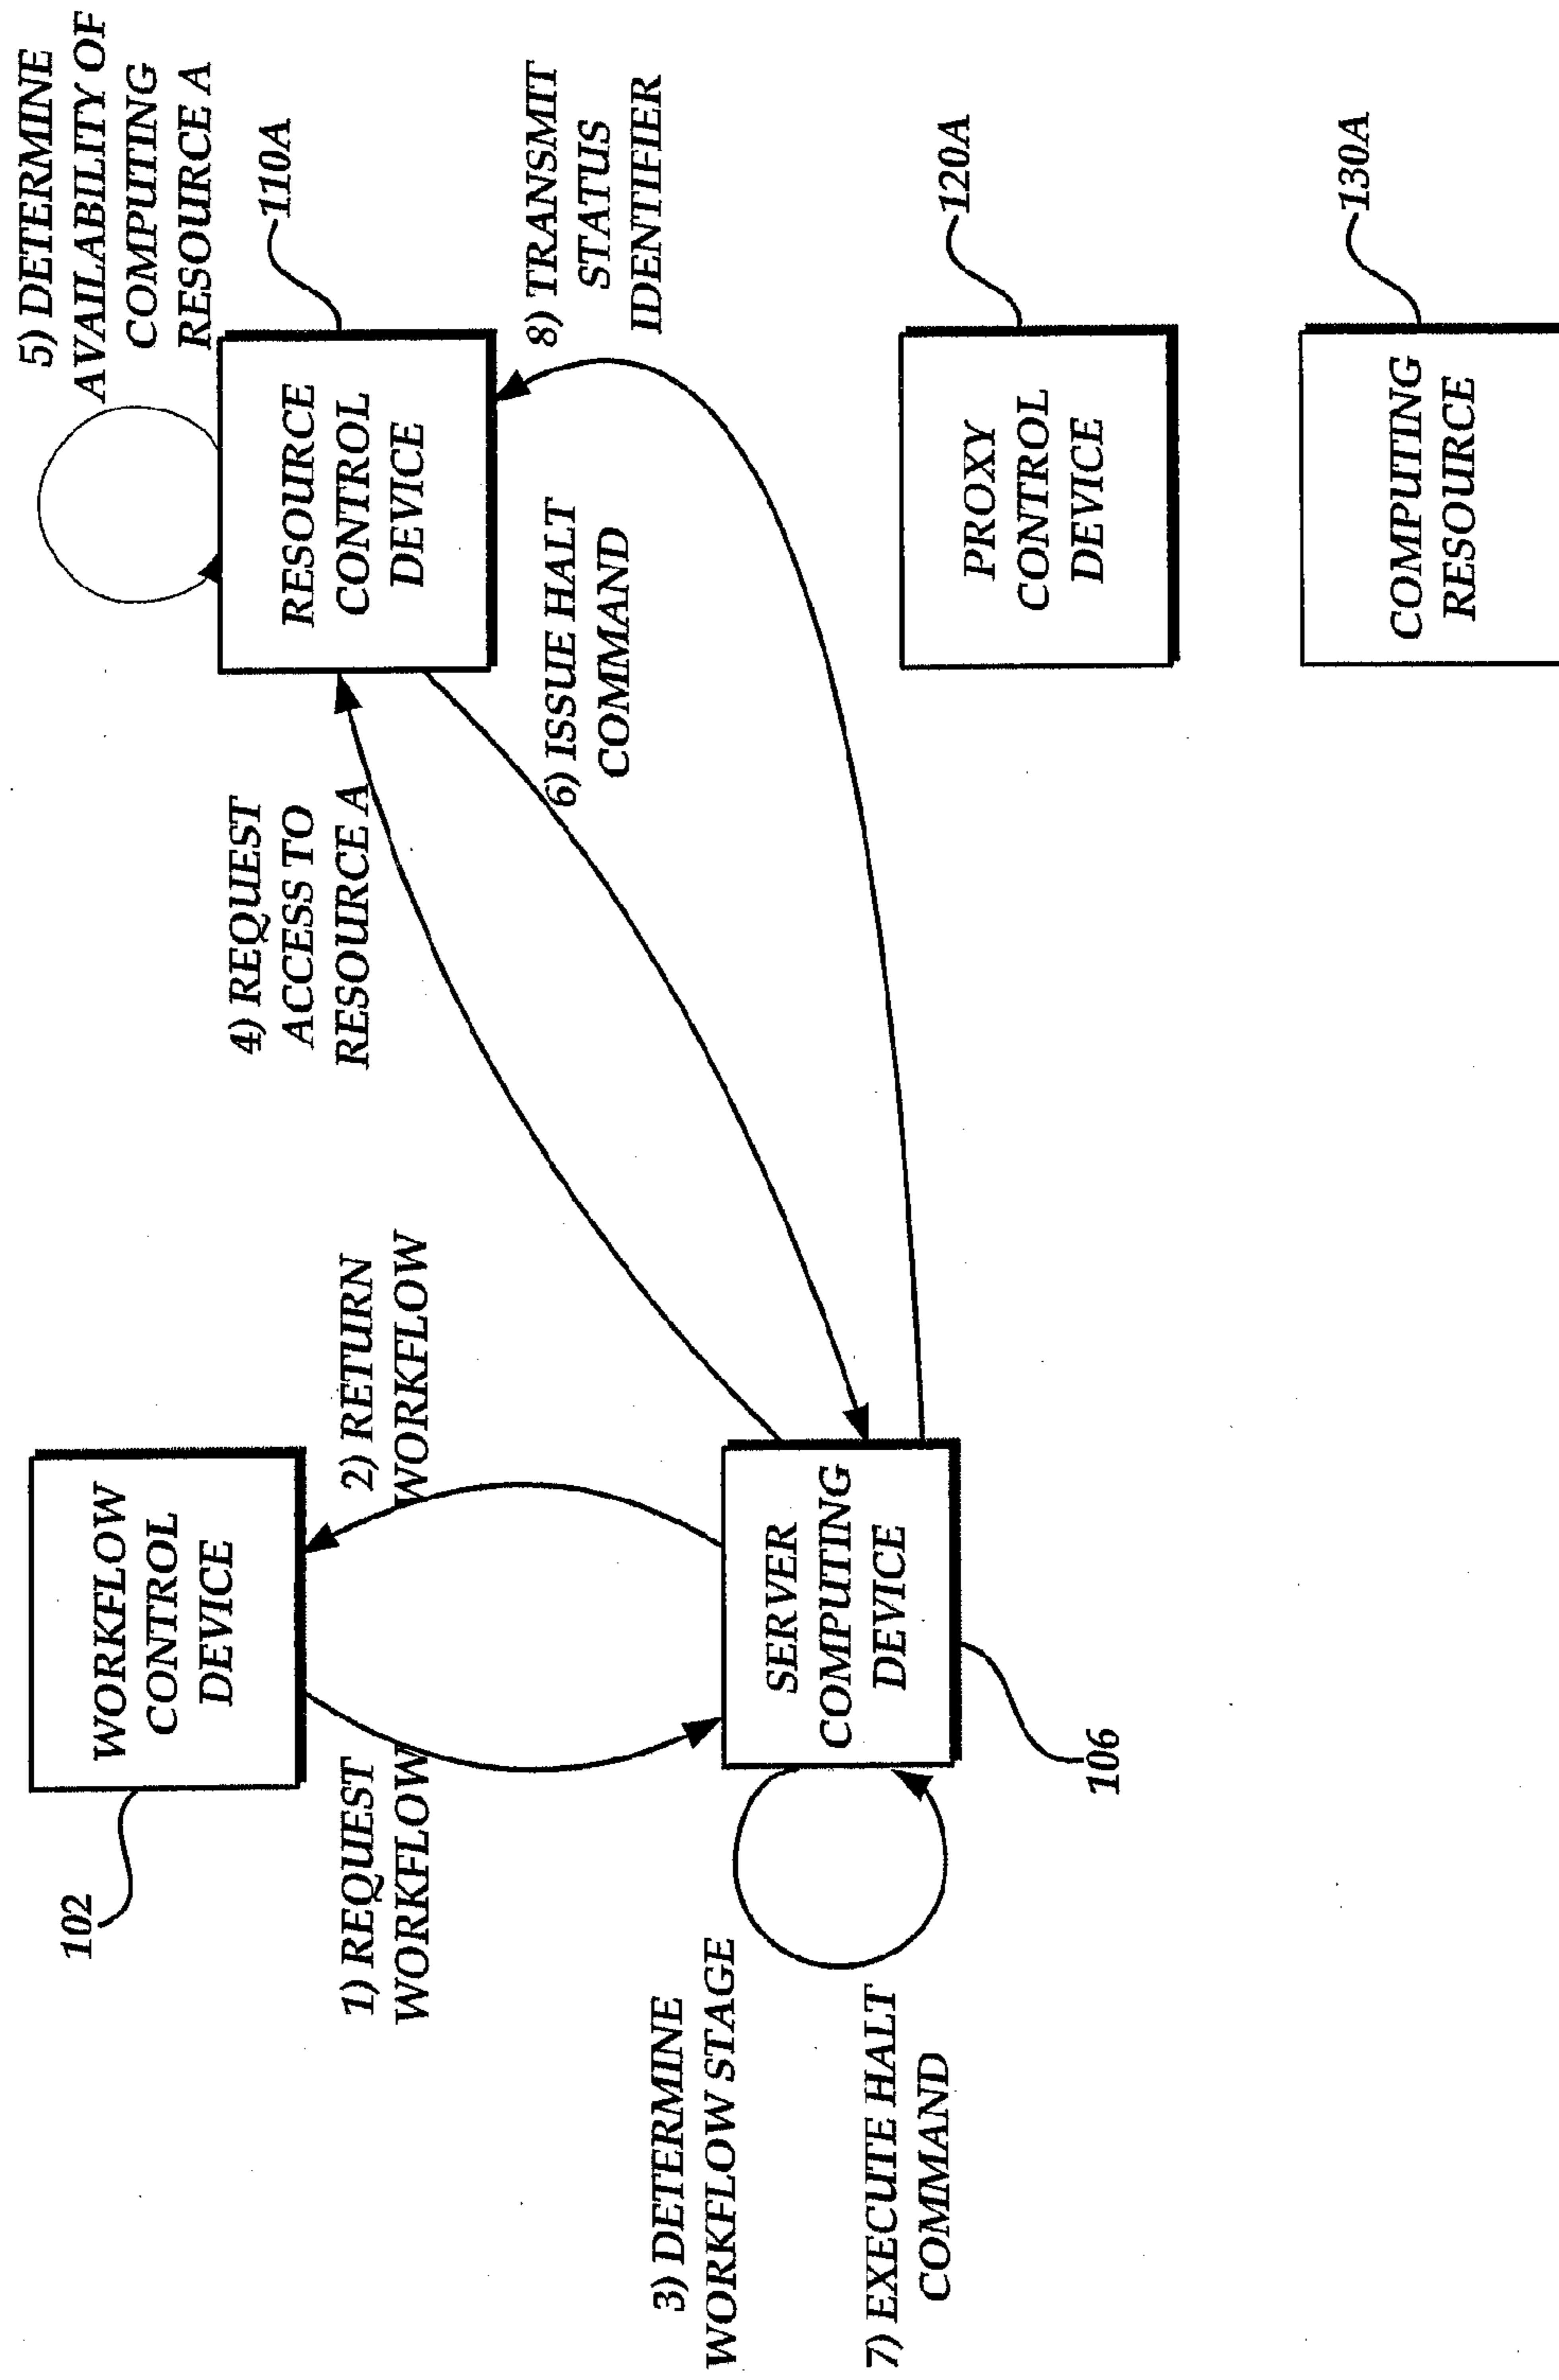 102
WORKFLOW
CONTROL
DEVICE
1) REQUEST
WORKFLOW
2) RETURN
WORKFLOW
3) DETERMINE
WORKFLOW STAGE
7) EXECUTE HALT
COMMAND
SERVER
COMPUTING
DEVICE
106
4) REQUEST
ACCESS TO
RESOURCE A
5) DETERMINE
AVAILABILITY OF
COMPUTING
RESOURCE A
110A
RESOURCE
CONTROL
DEVICE
6) ISSUE HALT
COMMAND
8) TRANSMIT
STATUS
IDENTIFIER
120A
PROXY
CONTROL
DEVICE
130A
COMPUTING
RESOURCE